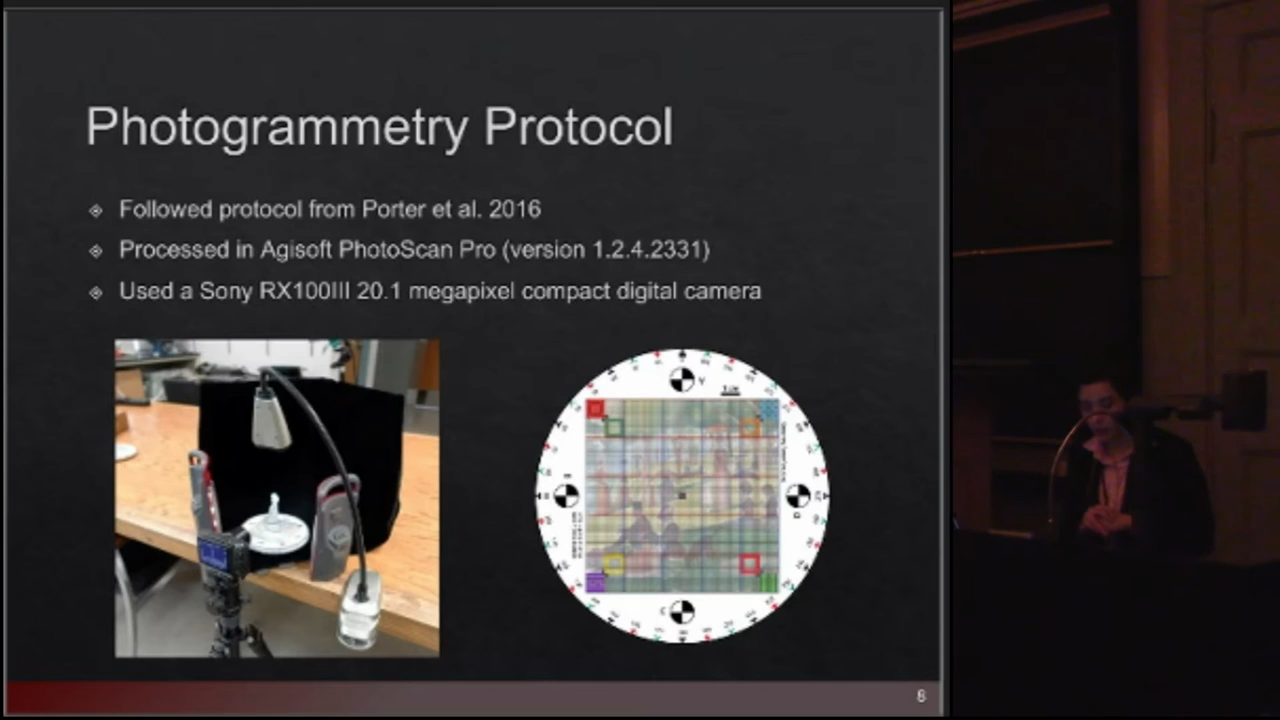 Photogrammetry Protocol
Followed protocol from Porter et al. 2016
Processed in Agisoft PhotoScan Pro (version 1.2.4.2331)
Used a Sony RX100III 20.1 megapixel compact digital camera